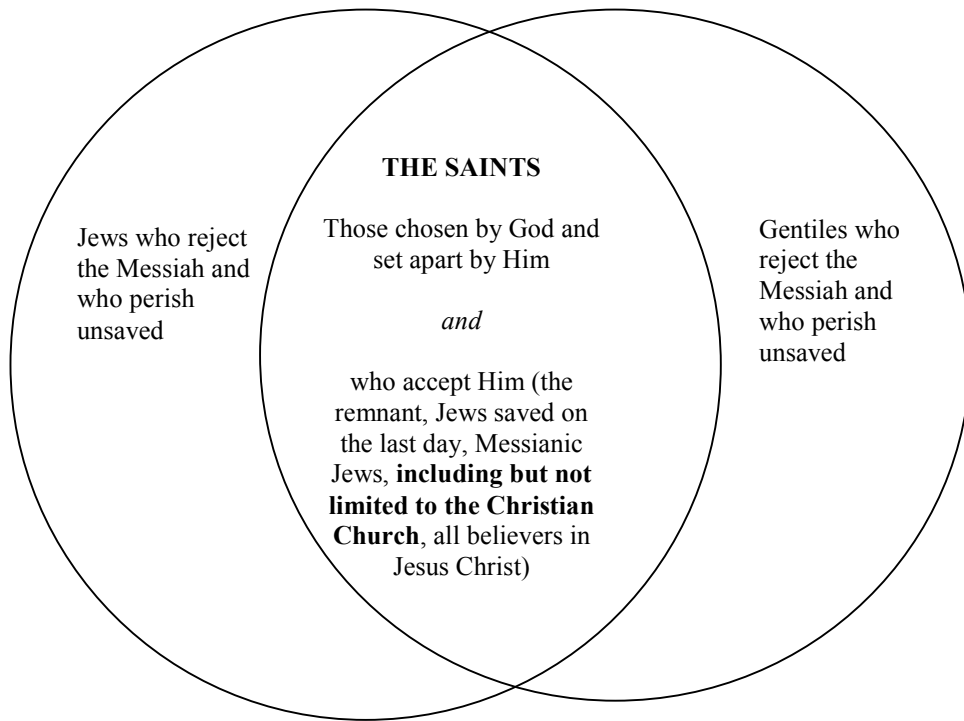 Jews who reject
the Messiah and
who perish
unsaved
THE SAINTS
Those chosen by God and
set apart by Him
and
who accept Him (the
remnant, Jews saved on
the last day, Messianic
Jews, including but not
limited to the Christian
Church, all believers in
Jesus Christ)
Gentiles who
reject the
Messiah and
who perish
unsaved